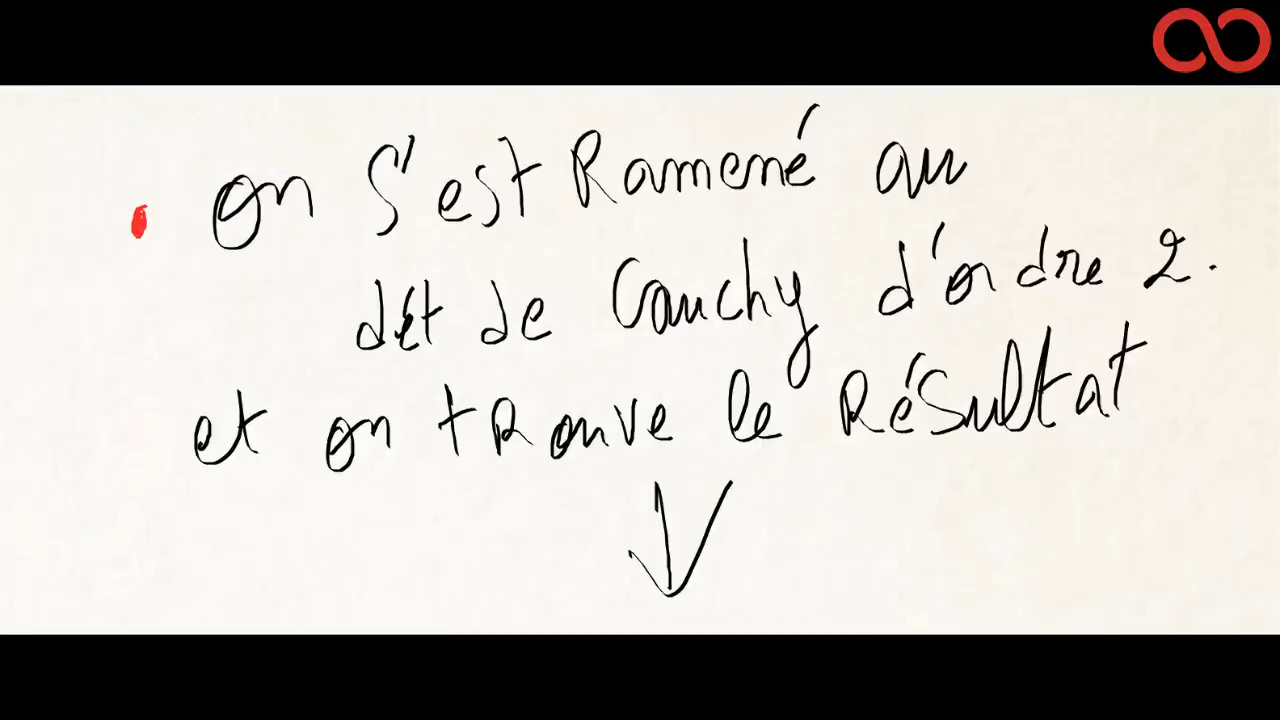 on s'est Ramené au
dét de Cauchy d'ordre 2.
et on tRouve le Résultat